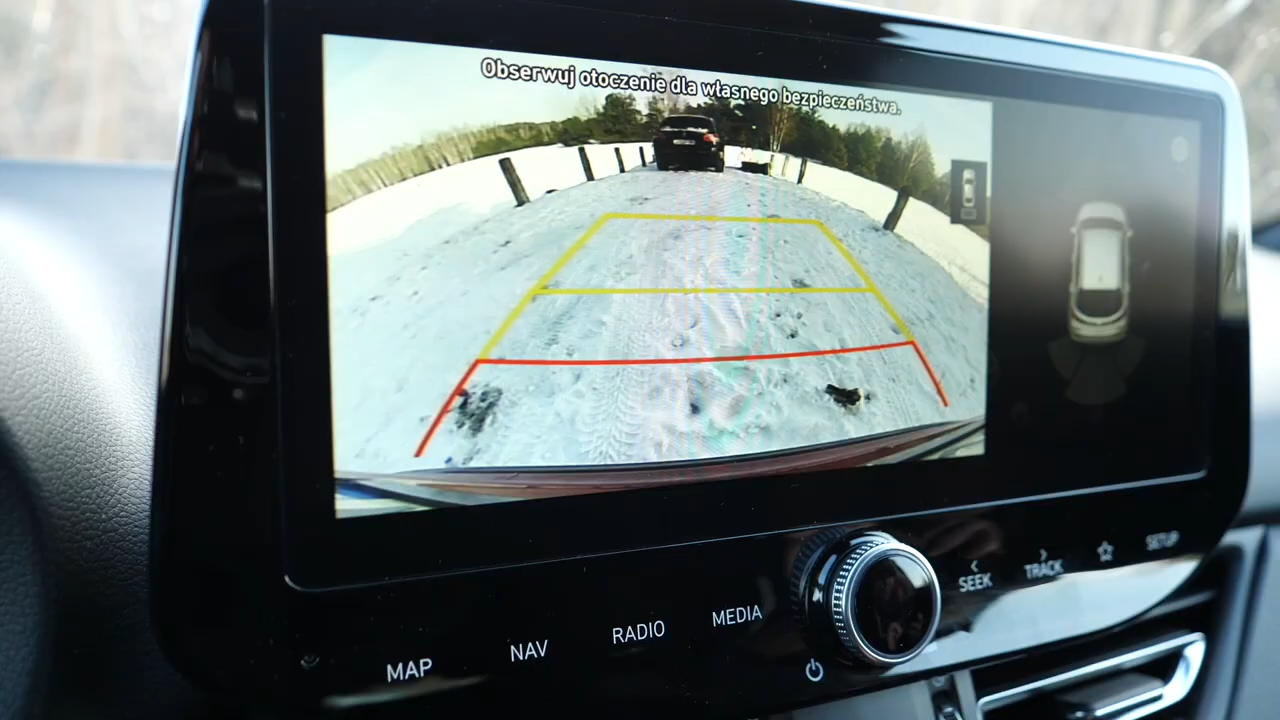 Obserwuj otoczenie dla własnego bezpieczeństwa.
MAP
NAV
RADIO
MEDIA
SEEK
TRACK
SETUP